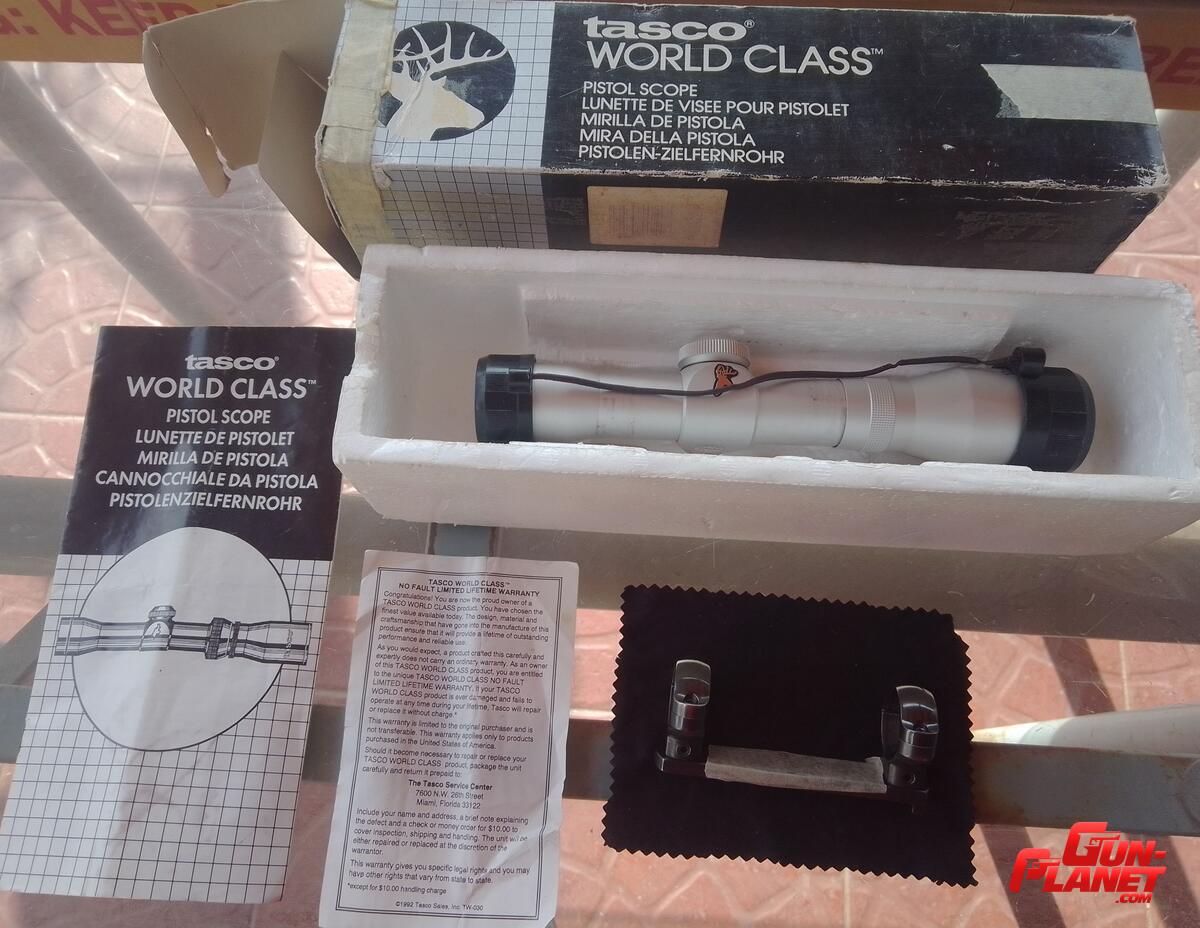 G: KEEP
tasco®
WORLD CLASS™
PISTOL SCOPE
LUNETTE DE VISEE POUR PISTOLET
MIRILLA DE PISTOLA
MIRA DELLA PISTOLA
PISTOLEN-ZIELFERNROHR
tasco®
WORLD CLASS™
PISTOL SCOPE
LUNETTE DE PISTOLET
MIRILLA DE PISTOLA
CANNOCCHIALE DA PISTOLA
PISTOLENZIELFERNROHR
TASCO WORLD CLASS™
NO FAULT LIMITED LIFETIME WARRANTY
Congratulations! You are now the proud owner of a
TASCO WORLD CLASS product. You have chosen the
finest value available today. The design, material and
craftsmanship that have gone into the manufacture of this
product ensure that it will provide a lifetime of outstanding
performance and reliable use.
As you would expect, a product crafted this carefully and
expertly does not carry an ordinary warranty. As an owner
of this TASCO WORLD CLASS product, you are entitled
to the unique TASCO WORLD CLASS NO FAULT
LIMITED LIFETIME WARRANTY. If your TASCO
WORLD CLASS product is ever damaged and fails to
operate at any time during your lifetime, Tasco will repair
or replace it without charge.*
This warranty is limited to the original purchaser and is
not transferable. This warranty applies only to products
purchased in the United States of America.
Should it become necessary to repair or replace your
TASCO WORLD CLASS product, package the unit
carefully and return it prepaid to:
The Tasco Service Center
7600 N.W. 26th Street
Miami, Florida 33122
Include your name and address, a brief note explaining
the defect and a check or money order for $10.00 to
cover inspection, shipping and handling. The unit will be
either repaired or replaced at the discretion of the
warrantor.
This warranty gives you specific legal rights and you may
have other rights that vary from state to state.
*except for $10.00 handling charge
©1992 Tasco Sales, Inc. TW-030
GUN-
PLANET
.COM